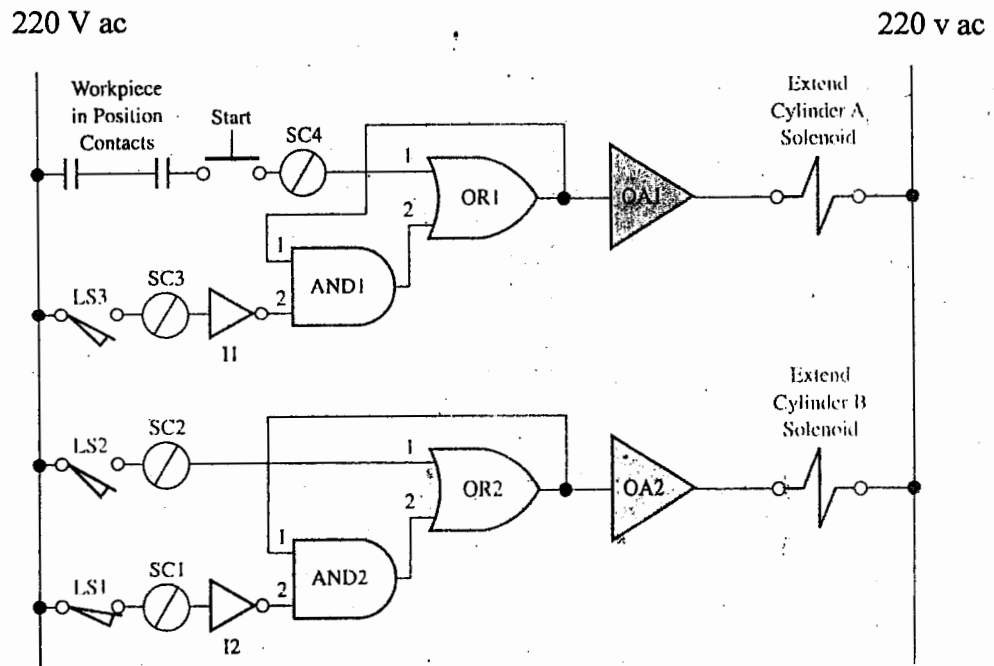 220 V ac
220 v ac
Workpiece
in Position
Contacts
Start
SC4
Extend
Cylinder A
Solenoid
1
2
OR1
OA1
LS3
SC3
1
2
AND1
I1
LS2
SC2
1
2
OR2
OA2
Extend
Cylinder B
Solenoid
LS1
SC1
1
2
AND2
I2